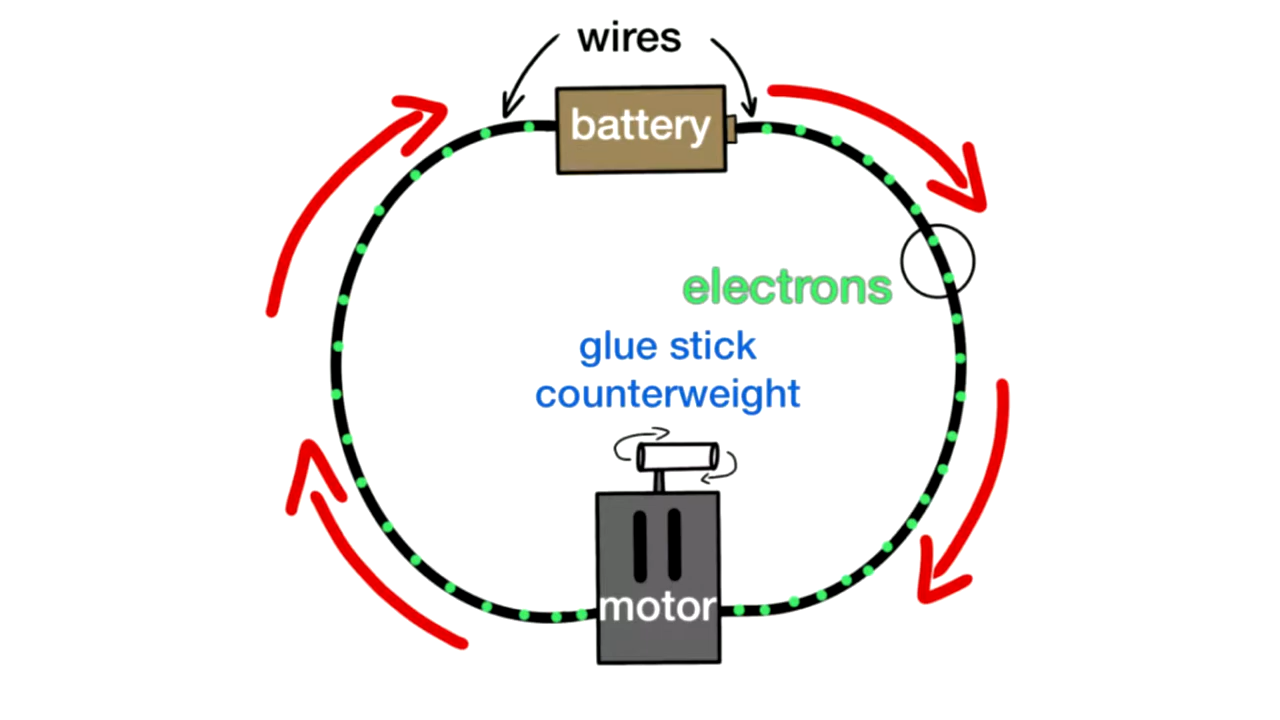 wires
battery
electrons
glue stick
counterweight
motor